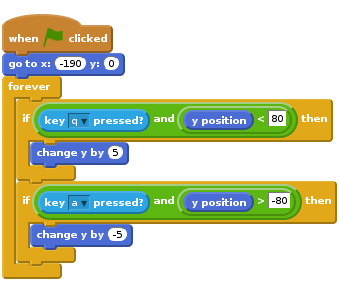 when clicked
go to x: -190 y: 0
forever
if key q pressed? and y position < 80 then
change y by 5
if key a pressed? and y position > -80 then
change y by -5